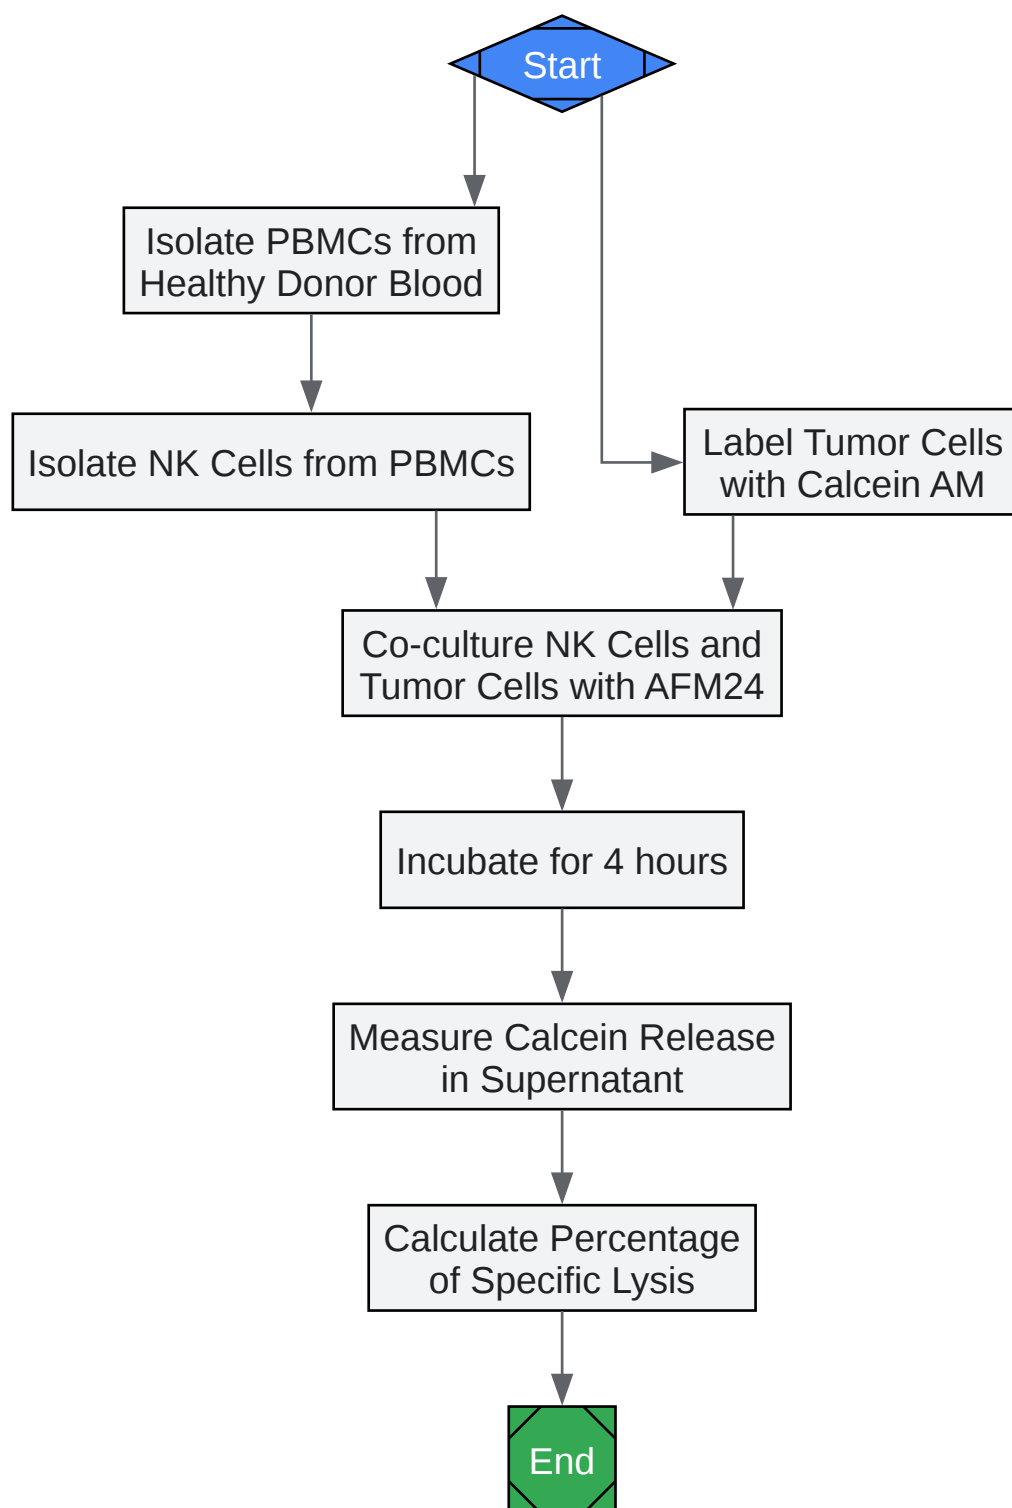 Start
Isolate PBMCs from
Healthy Donor Blood
Isolate NK Cells from PBMCs
Label Tumor Cells
with Calcein AM
Co-culture NK Cells and
Tumor Cells with AFM24
Incubate for 4 hours
Measure Calcein Release
in Supernatant
Calculate Percentage
of Specific Lysis
End